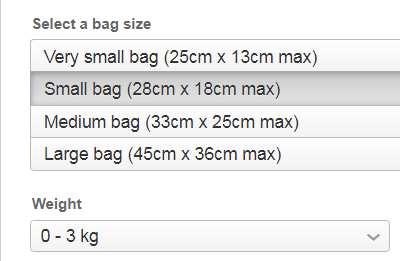 Select a bag size
Very small bag (25cm x 13cm max)
Small bag (28cm x 18cm max)
Medium bag (33cm x 25cm max)
Large bag (45cm x 36cm max)
Weight
0 - 3 kg